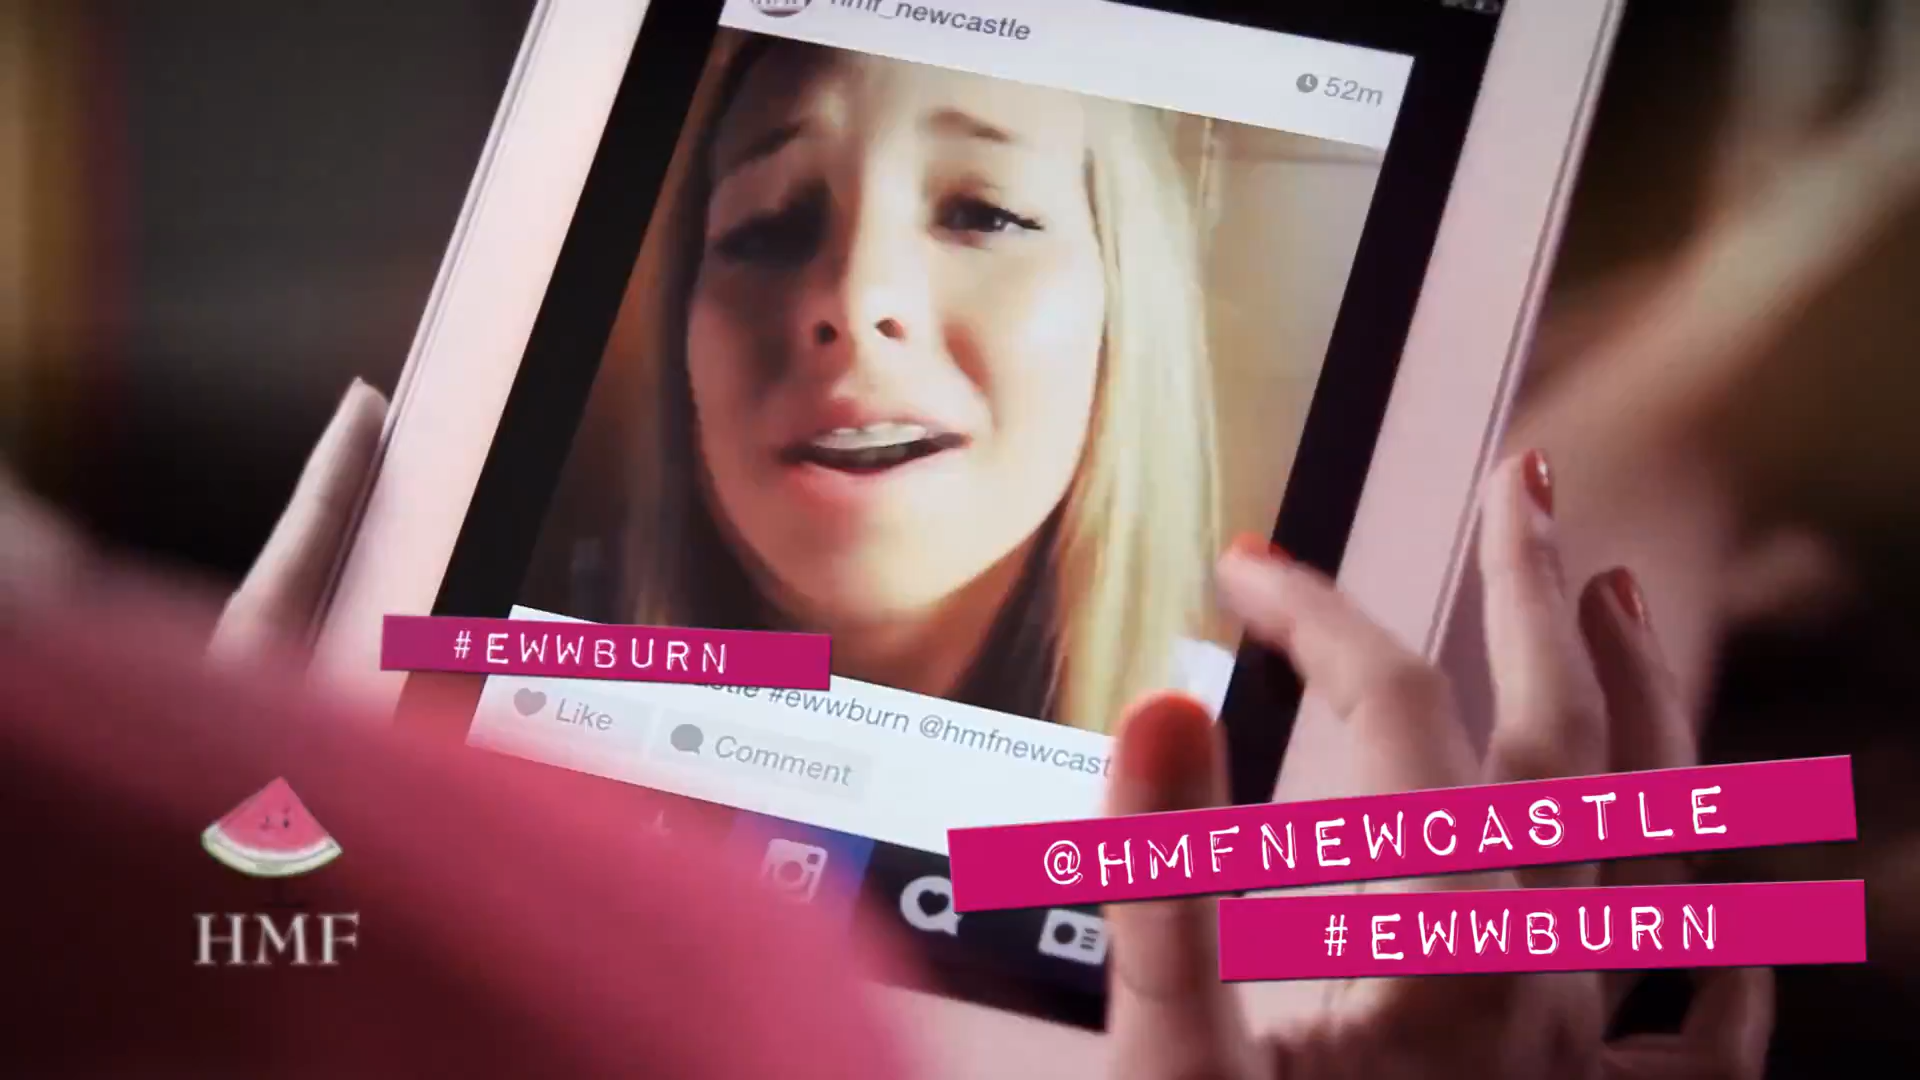 hmf_newcastle
52m
#EWWBURN
#ewwburn @hmfnewcast
Like
Comment
@HMFNEWCASTLE
#EWWBURN
HMF